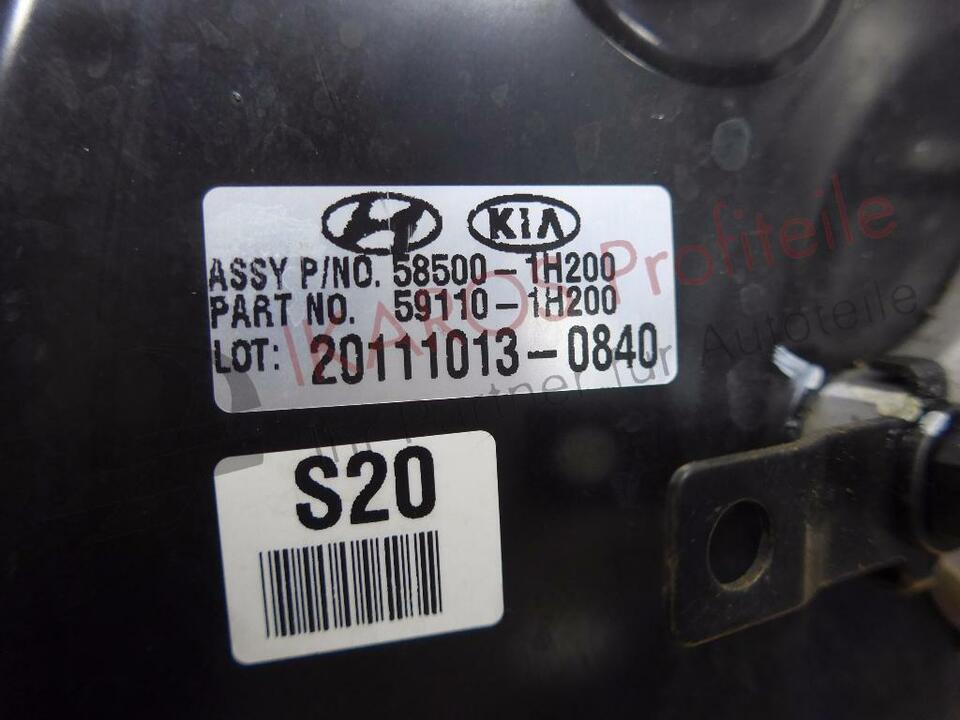 KIA
ASSY P/NO. 58500-1H200
PART NO. 59110-1H200
LOT: 20111013-0840
IKAROS Profiteile
Ihr Partner für Autoteile
S20